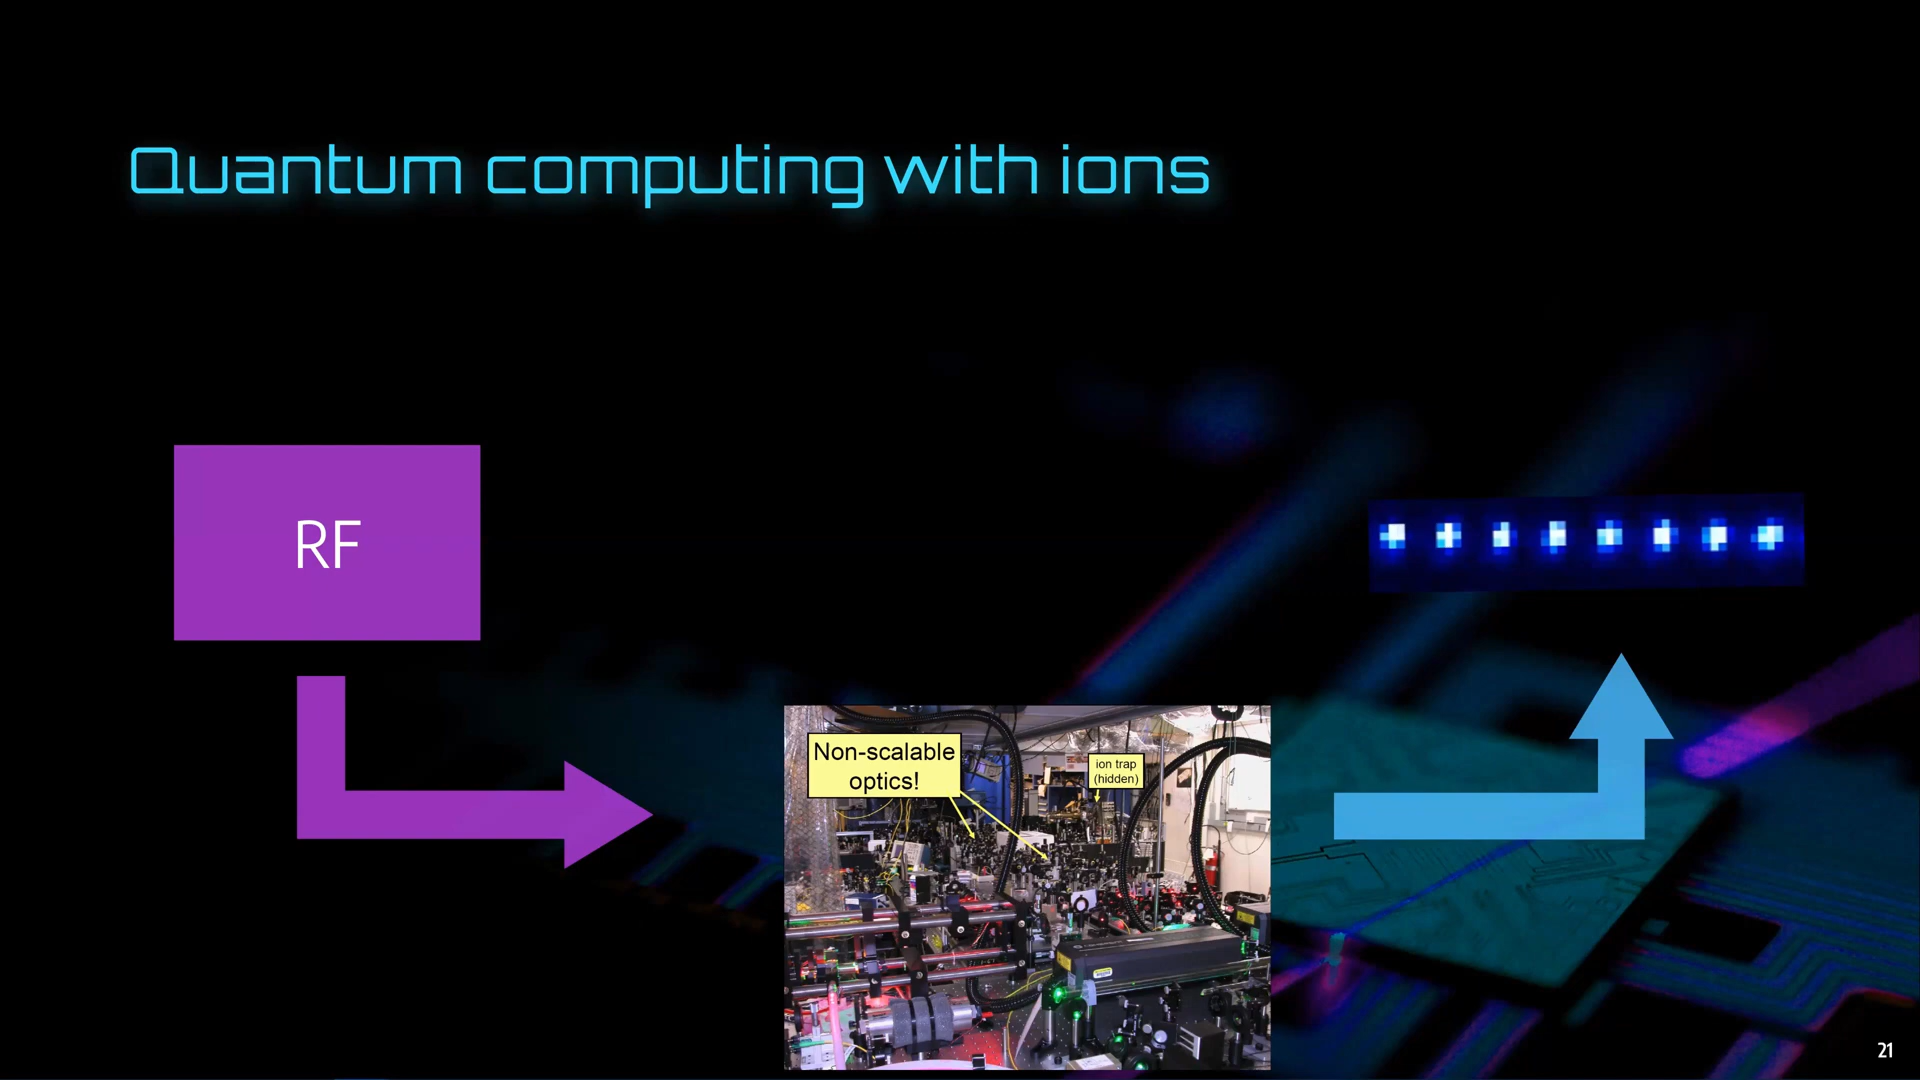 Quantum computing with ions
RF
Non-scalable
optics!
ion trap
(hidden)
21